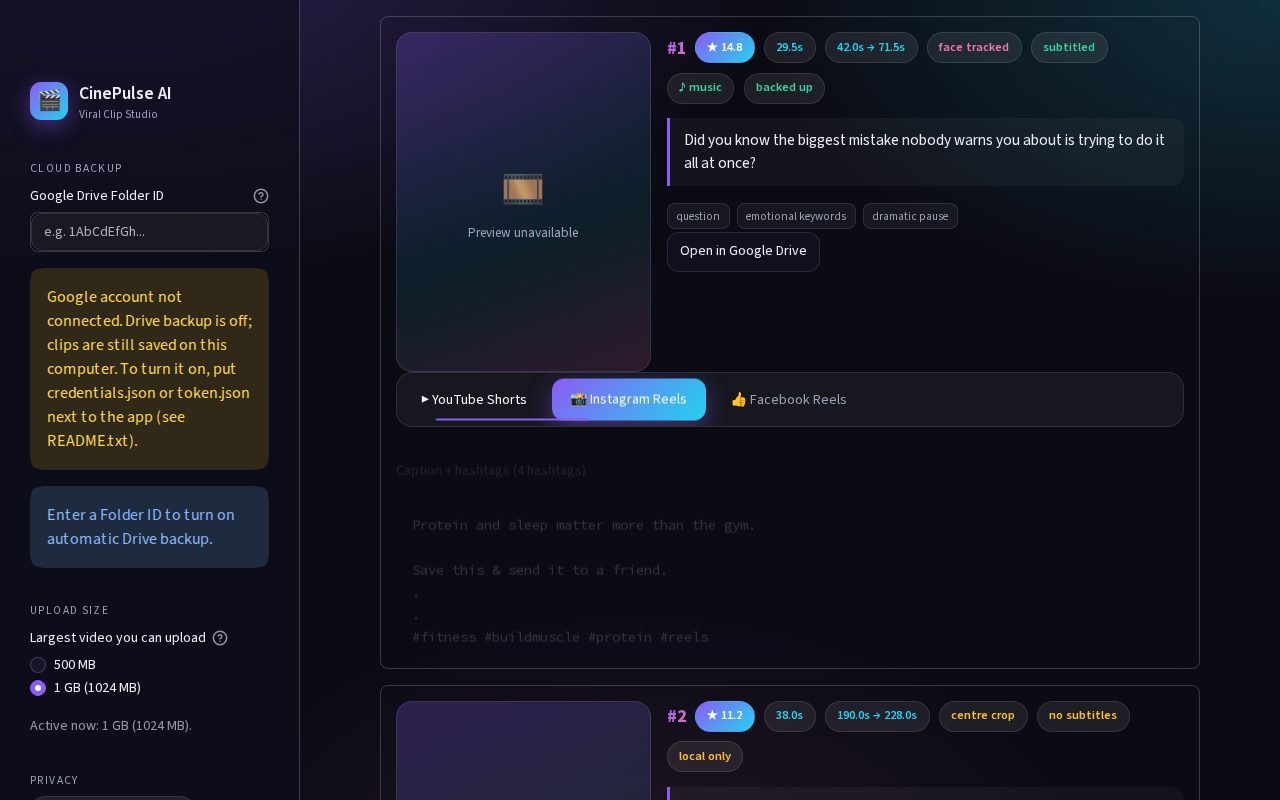 CinePulse AI
Viral Clip Studio
CLOUD BACKUP
Google Drive Folder ID
e.g. 1AbCdEfGh...
Google account not
connected. Drive backup is off;
clips are still saved on this
computer. To turn it on, put
credentials.json or token.json
next to the app (see
README.txt).
Enter a Folder ID to turn on
automatic Drive backup.
UPLOAD SIZE
Largest video you can upload
500 MB
1 GB (1024 MB)
Active now: 1 GB (1024 MB).
PRIVACY
Preview unavailable
#1 ★ 14.8 29.5s 42.0s → 71.5s face tracked subtitled
♪ music backed up
Did you know the biggest mistake nobody warns you about is trying to do it
all at once?
question emotional keywords dramatic pause
Open in Google Drive
▶ YouTube Shorts 📸 Instagram Reels 👍 Facebook Reels
Caption + hashtags (4 hashtags)
Protein and sleep matter more than the gym.
Save this & send it to a friend.
.
.
#fitness #buildmuscle #protein #reels
#2 ★ 11.2 38.0s 190.0s → 228.0s centre crop no subtitles
local only